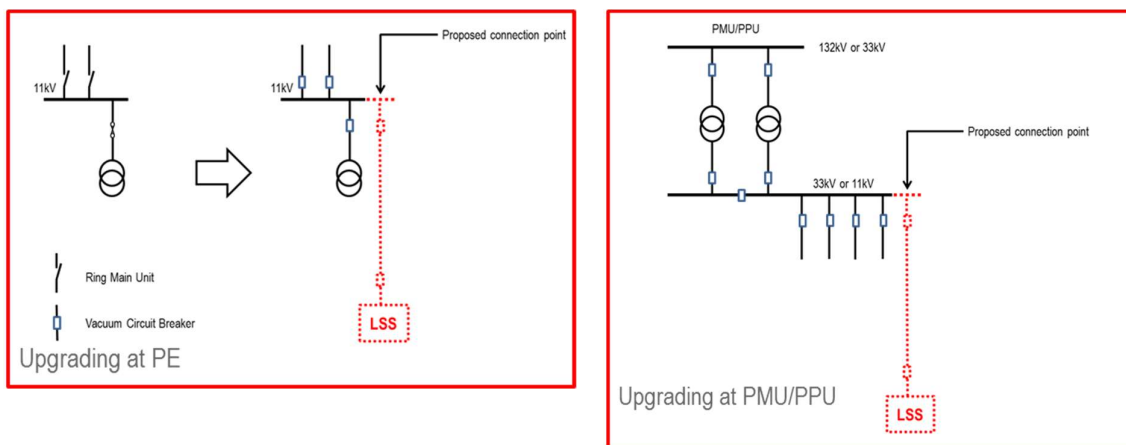 Proposed connection point
11kV
11kV
Ring Main Unit
Vacuum Circuit Breaker
LSS
Upgrading at PE
PMU/PPU
132kV or 33kV
Proposed connection point
33kV or 11kV
Upgrading at PMU/PPU
LSS